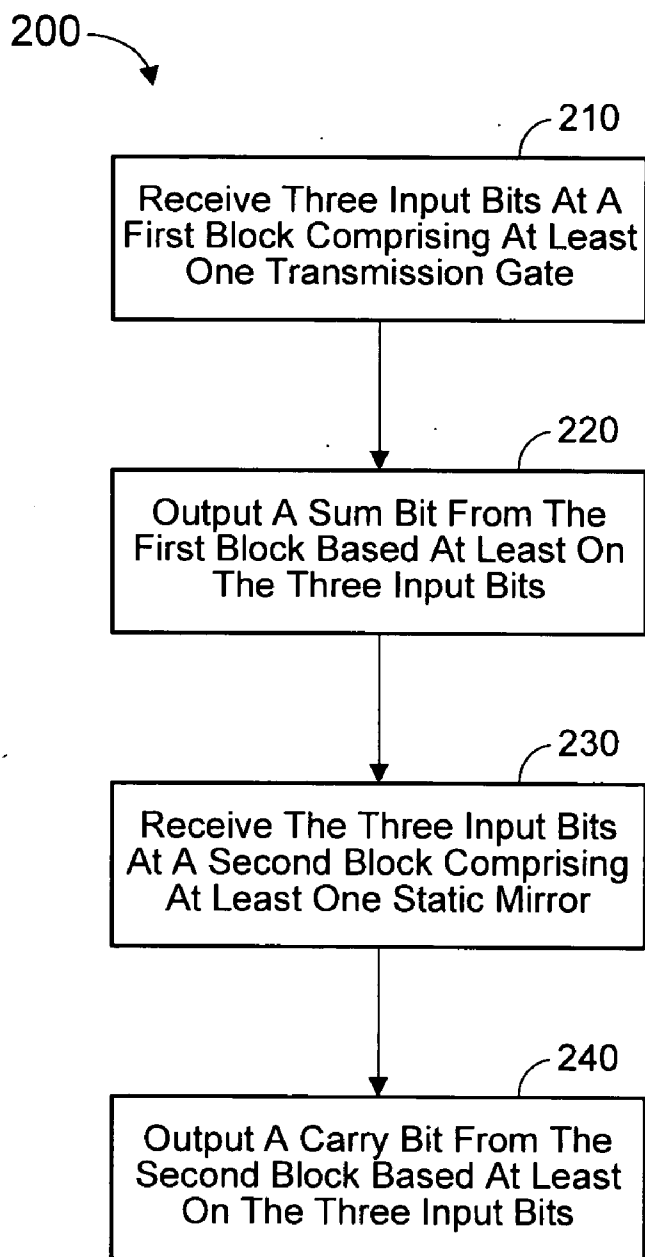 200
210
Receive Three Input Bits At A
First Block Comprising At Least
One Transmission Gate
220
Output A Sum Bit From The
First Block Based At Least On
The Three Input Bits
230
Receive The Three Input Bits
At A Second Block Comprising
At Least One Static Mirror
240
Output A Carry Bit From The
Second Block Based At Least
On The Three Input Bits